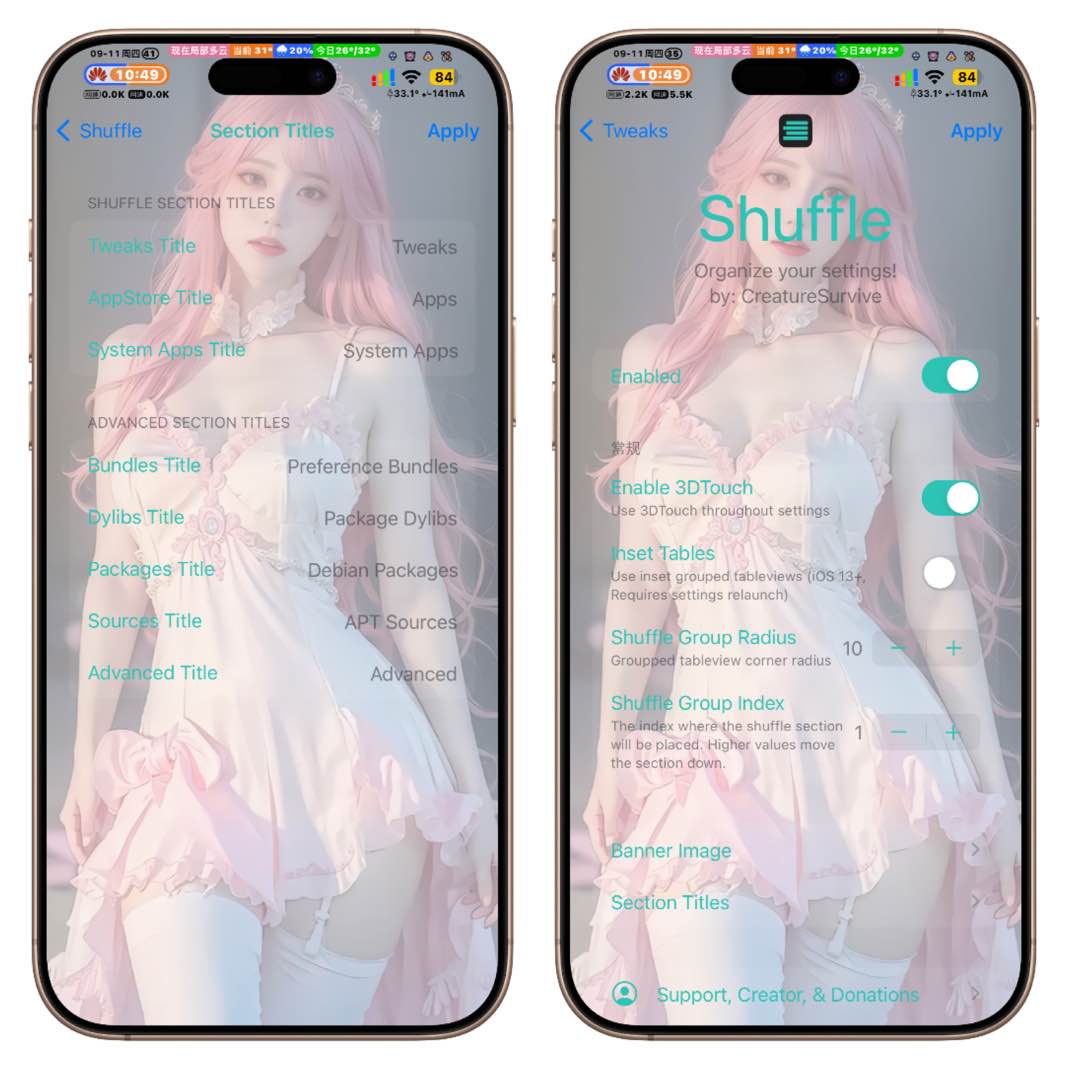 09-11周四41
现在局部多云 当前 31° 20% 今日26°/32°
10:49
84
0.0K 0.0K
33.1° -141mA
Shuffle
Section Titles
Apply
SHUFFLE SECTION TITLES
Tweaks Title
Tweaks
AppStore Title
Apps
System Apps Title
System Apps
ADVANCED SECTION TITLES
Bundles Title
Preference Bundles
Dylibs Title
Package Dylibs
Packages Title
Debian Packages
Sources Title
APT Sources
Advanced Title
Advanced
09-11周四35
现在局部多云 当前 31° 20% 今日26°/32°
10:49
84
2.2K 5.5K
33.1° -141mA
Tweaks
Apply
Shuffle
Organize your settings!
by: CreatureSurvive
Enabled
常规
Enable 3DTouch
Use 3DTouch throughout settings
Inset Tables
Use inset grouped tableviews (iOS 13+,
Requires settings relaunch)
Shuffle Group Radius
Groupped tableview corner radius
10
Shuffle Group Index
The index where the shuffle section
will be placed. Higher values move
the section down.
1
Banner Image
Section Titles
Support, Creator, & Donations